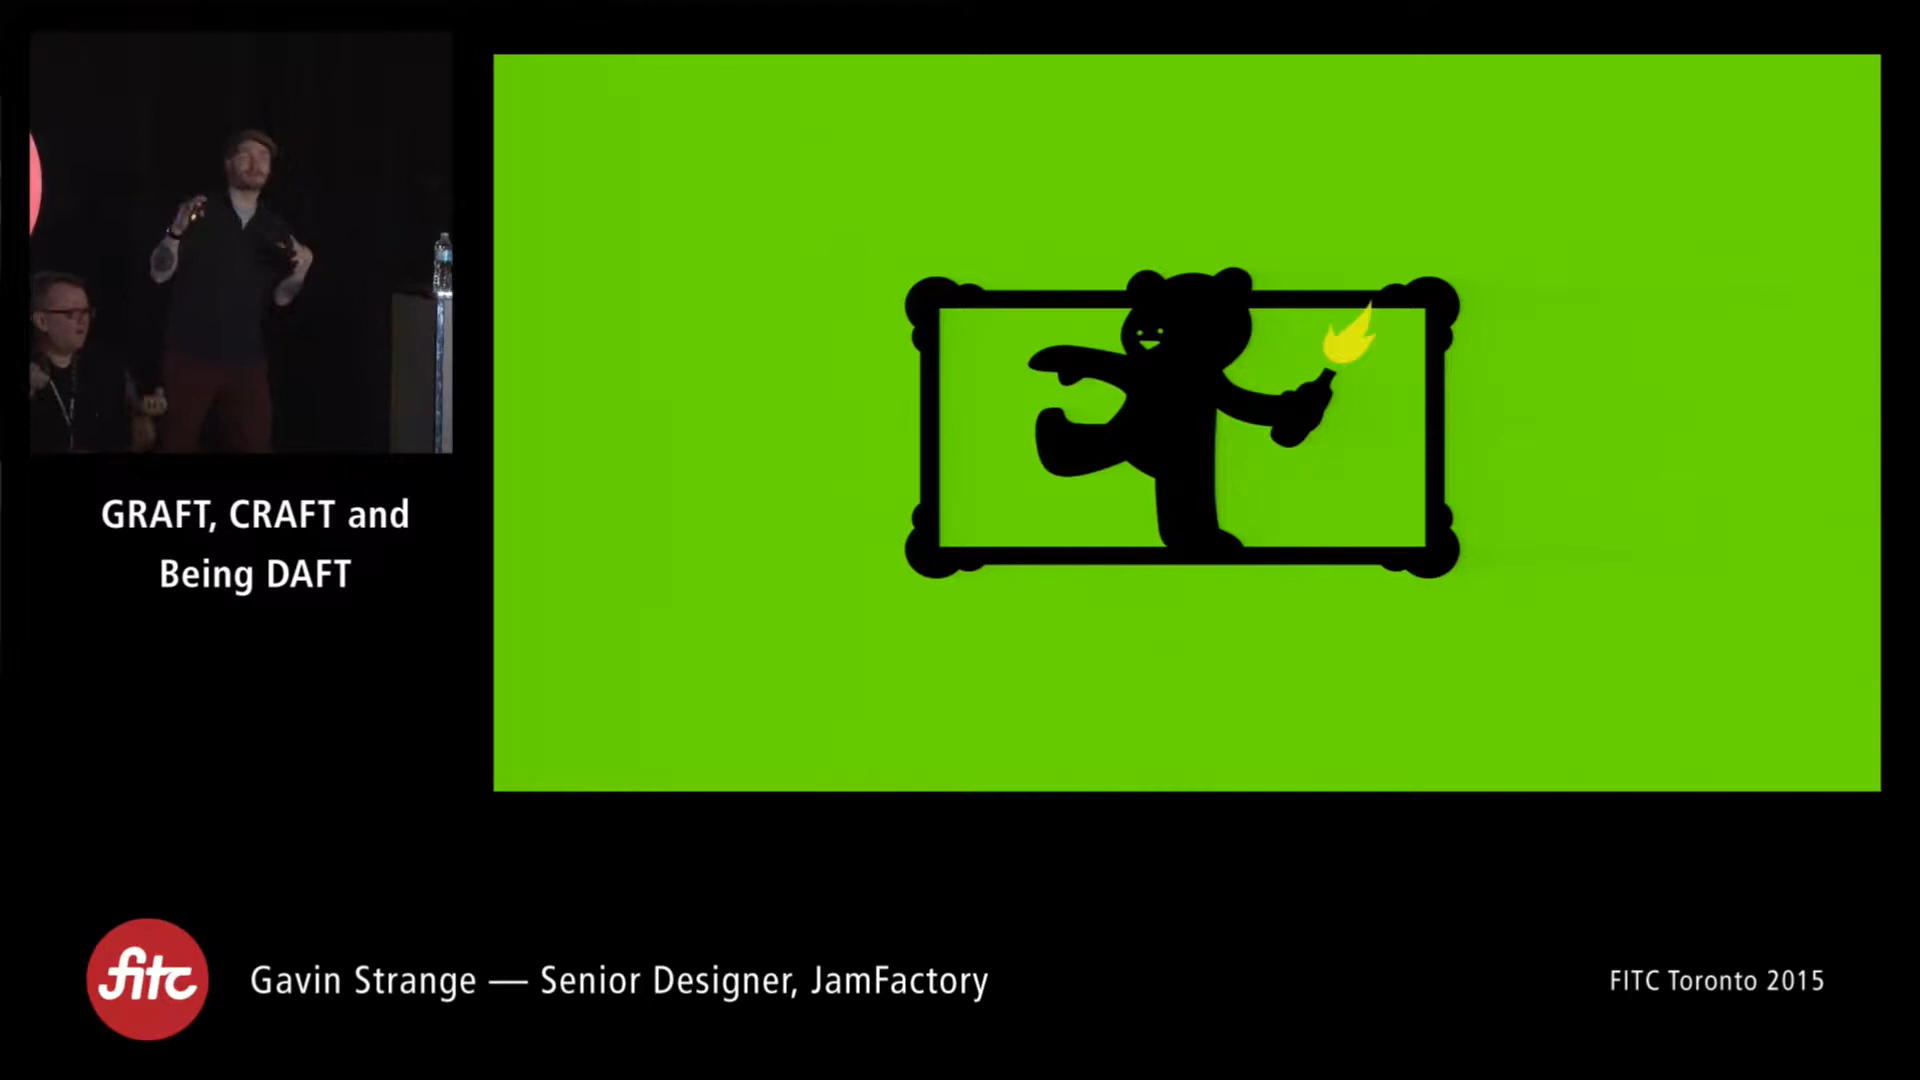 GRAFT, CRAFT and
Being DAFT
fitc
Gavin Strange — Senior Designer, JamFactory
FITC Toronto 2015